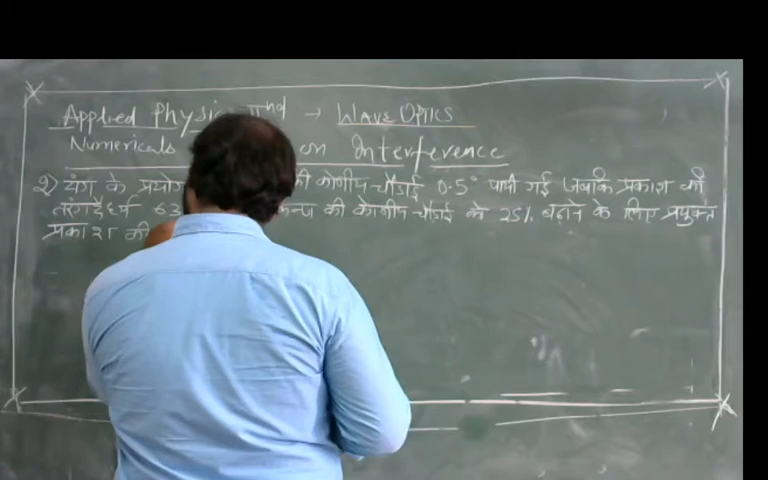 Applied Physics IInd → WAVE OPTICS
Numericals on Interference
2) यंग के प्रयोग की कोणीय चौड़ाई 0.5° पायी गई जबकि प्रकाश की
तरंगदैर्ध्य की कोणीय चौड़ाई को 25% बढ़ाने के लिए प्रयुक्त
प्रकाश की